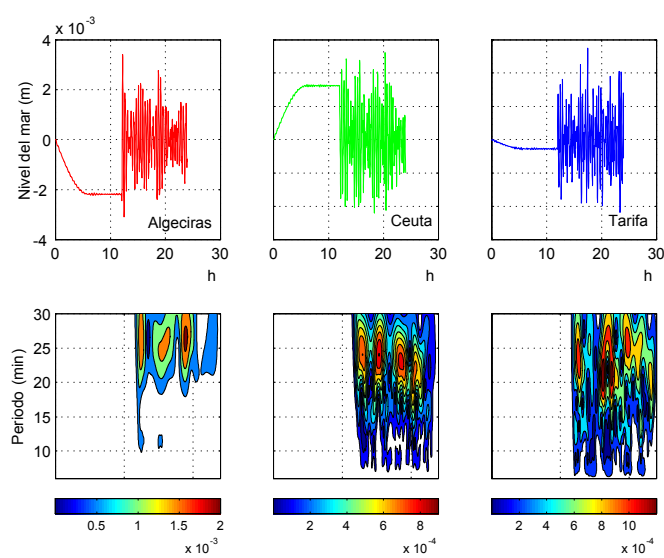 x 10⁻³
4
2
0
-2
-4
Nivel del mar (m)
Algeciras
Ceuta
Tarifa
0 10 20 30
0 10 20 30
0 10 20 30
h
h
h
30
25
20
15
10
Periodo (min)
0.5 1 1.5 2
2 4 6 8
2 4 6 8 10
x 10⁻³
x 10⁻⁴
x 10⁻⁴